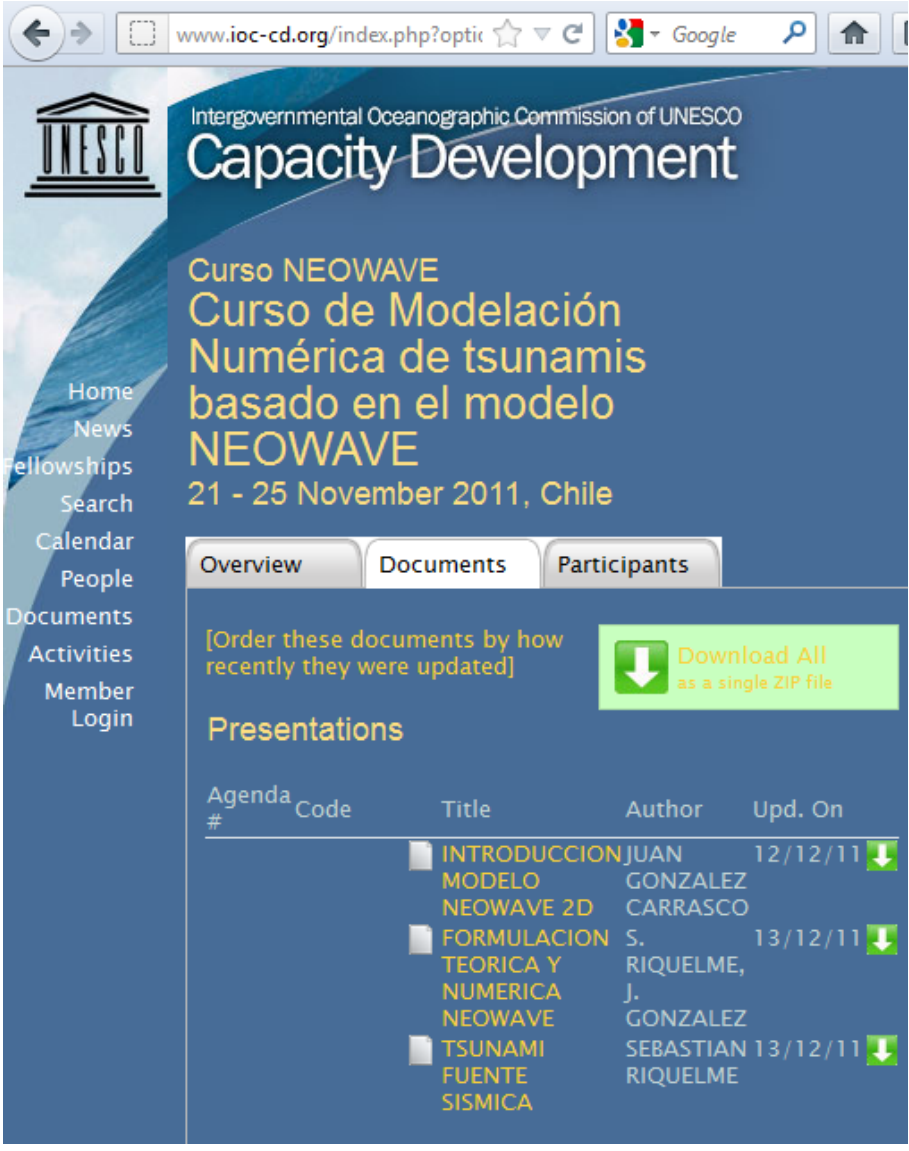 www.ioc-cd.org/index.php?optic
Google
UNESCO
Intergovernmental Oceanographic Commission of UNESCO
Capacity Development
Curso NEOWAVE
Curso de Modelación
Numérica de tsunamis
basado en el modelo
NEOWAVE
21 - 25 November 2011, Chile
Home
News
ellowships
Search
Calendar
People
Documents
Activities
Member
Login
Overview
Documents
Participants
[Order these documents by how
recently they were updated]
Download All
as a single ZIP file
Presentations
Agenda
#
Code
Title
Author
Upd. On
INTRODUCCION
MODELO
NEOWAVE 2D
JUAN
GONZALEZ
CARRASCO
12/12/11
FORMULACION
TEORICA Y
NUMERICA
NEOWAVE
S.
RIQUELME,
J.
GONZALEZ
13/12/11
TSUNAMI
FUENTE
SISMICA
SEBASTIAN
RIQUELME
13/12/11